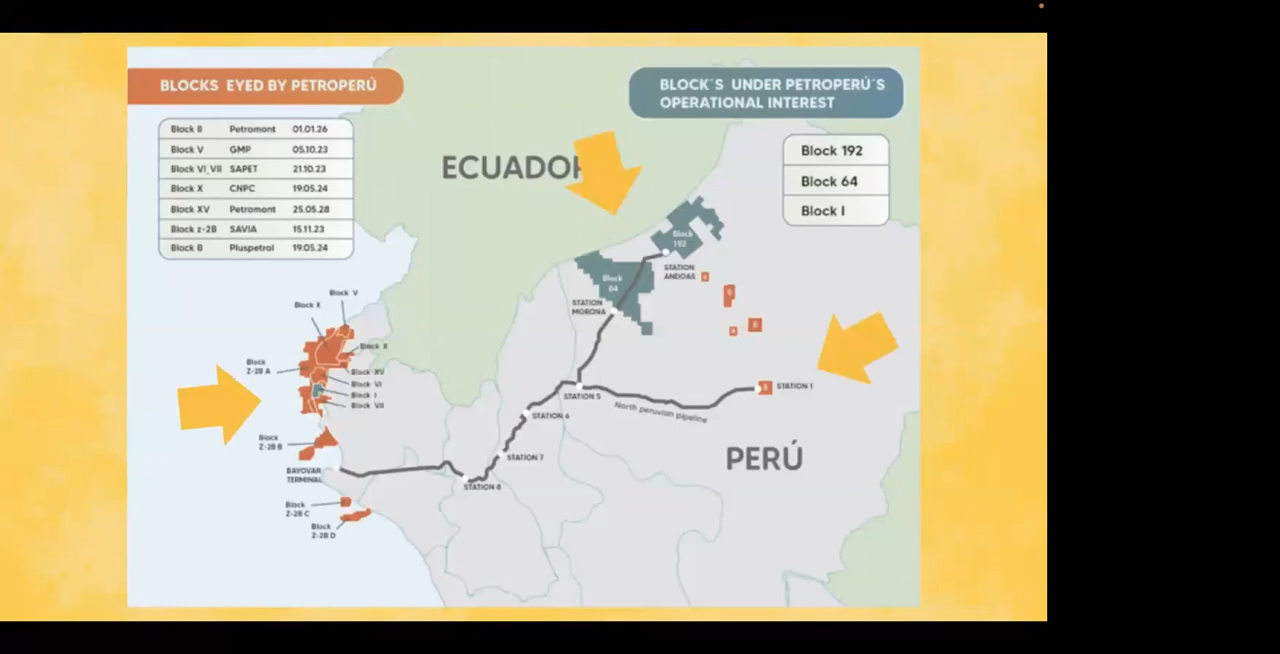 BLOCKS EYED BY PETROPERÚ
Block II Petromont 01.01.26
Block V GMP 05.10.23
Block VI_VII SAPET 21.10.23
Block X CNPC 19.05.24
Block XV Petromont 25.05.28
Block z-2B SAVIA 15.11.23
Block 8 Pluspetrol 19.05.24
BLOCK´S UNDER PETROPERÚ´S
OPERATIONAL INTEREST
Block 192
Block 64
Block I
ECUADOR
Block
192
STATION
ANDOAS
Block
64
STATION
MORONA
8
8
8
8
8
STATION 1
STATION 5
North peruvian pipeline
STATION 6
STATION 7
STATION 8
PERÚ
Block V
Block X
Block II
Block
Z-2B A
Block XV
Block VI
Block I
Block VII
Block
Z-2B B
BAYOVAR
TERMINAL
Block
Z-2B C
Block
Z-2B D